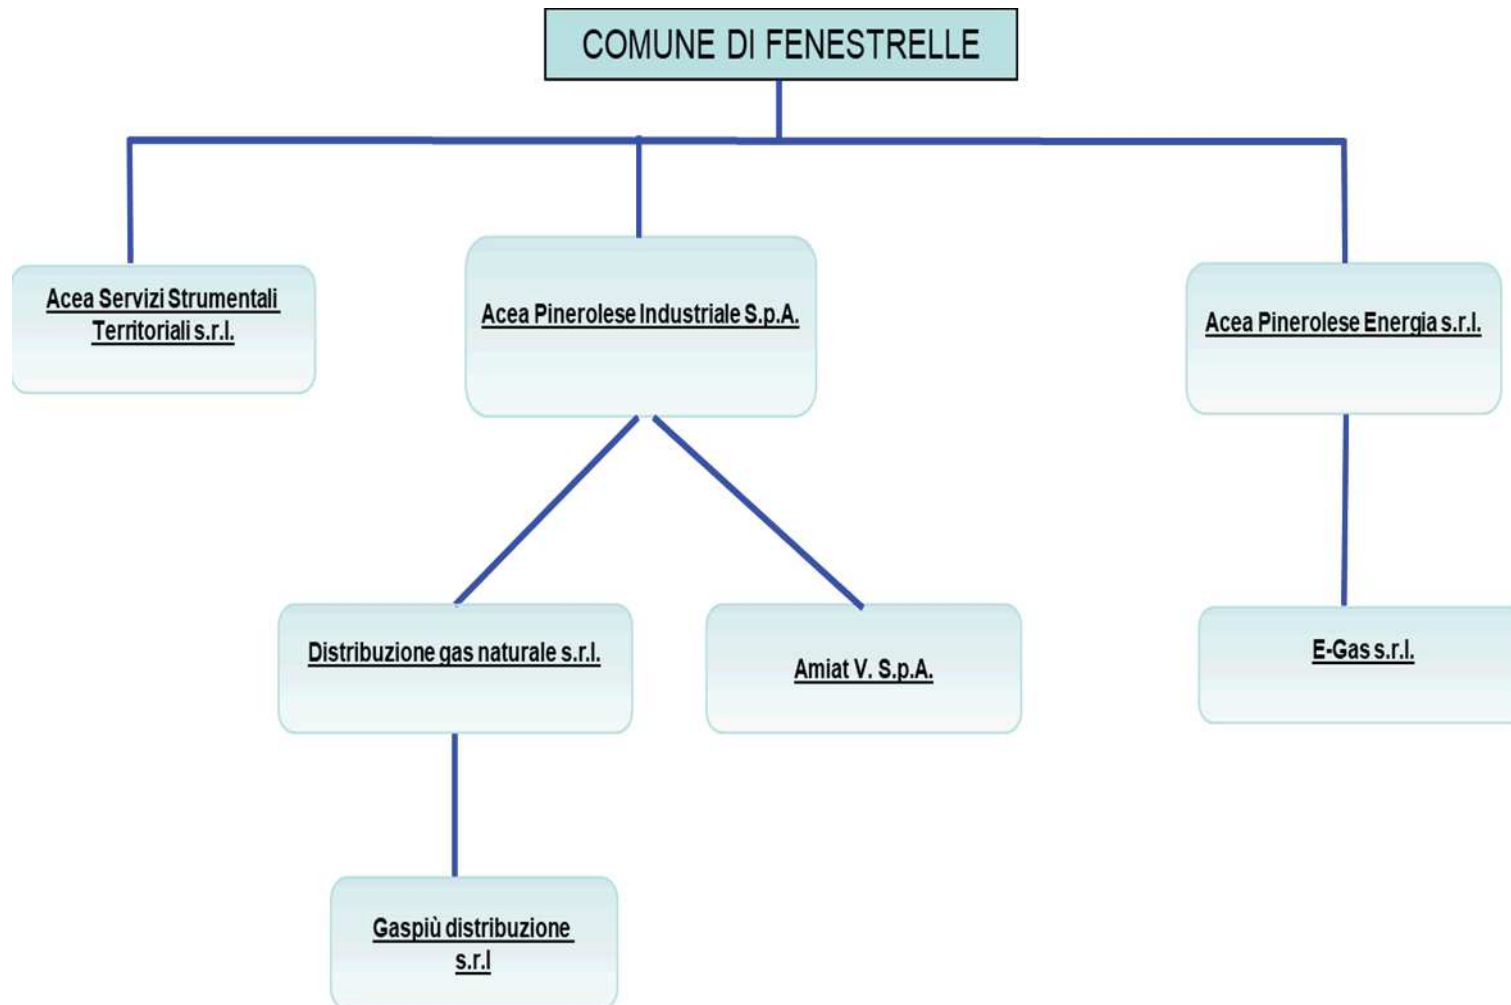 COMUNE DI FENESTRELLE
Acea Servizi Strumentali
Territoriali s.r.l.
Acea Pinerolese Industriale S.p.A.
Acea Pinerolese Energia s.r.l.
Distribuzione gas naturale s.r.l.
Amiat V. S.p.A.
E-Gas s.r.l.
Gaspiù distribuzione
s.r.l